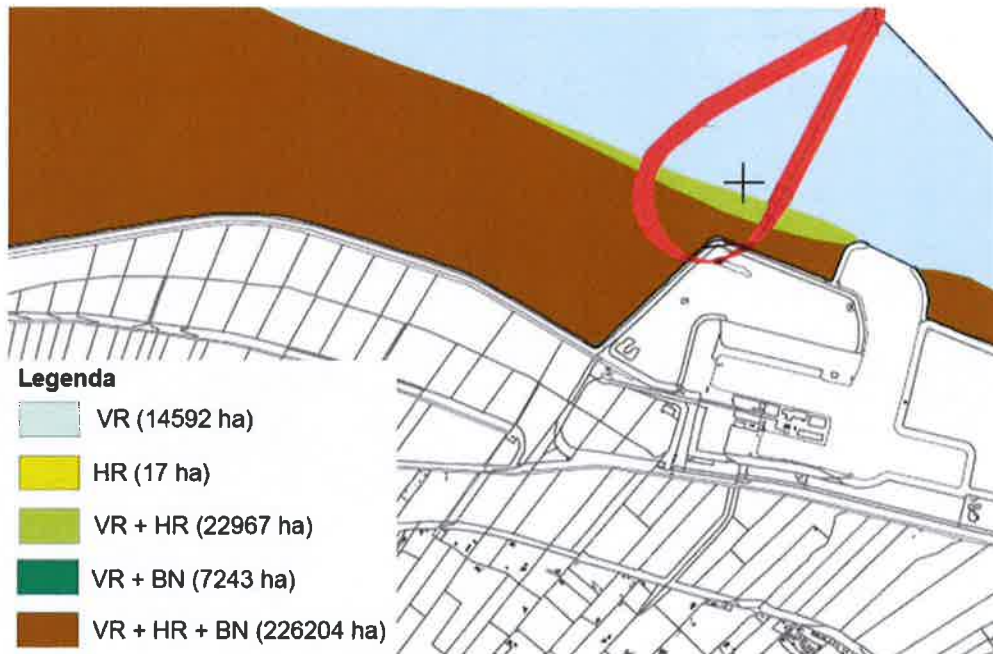 Legenda
VR (14592 ha)
HR (17 ha)
VR + HR (22967 ha)
VR + BN (7243 ha)
VR + HR + BN (226204 ha)